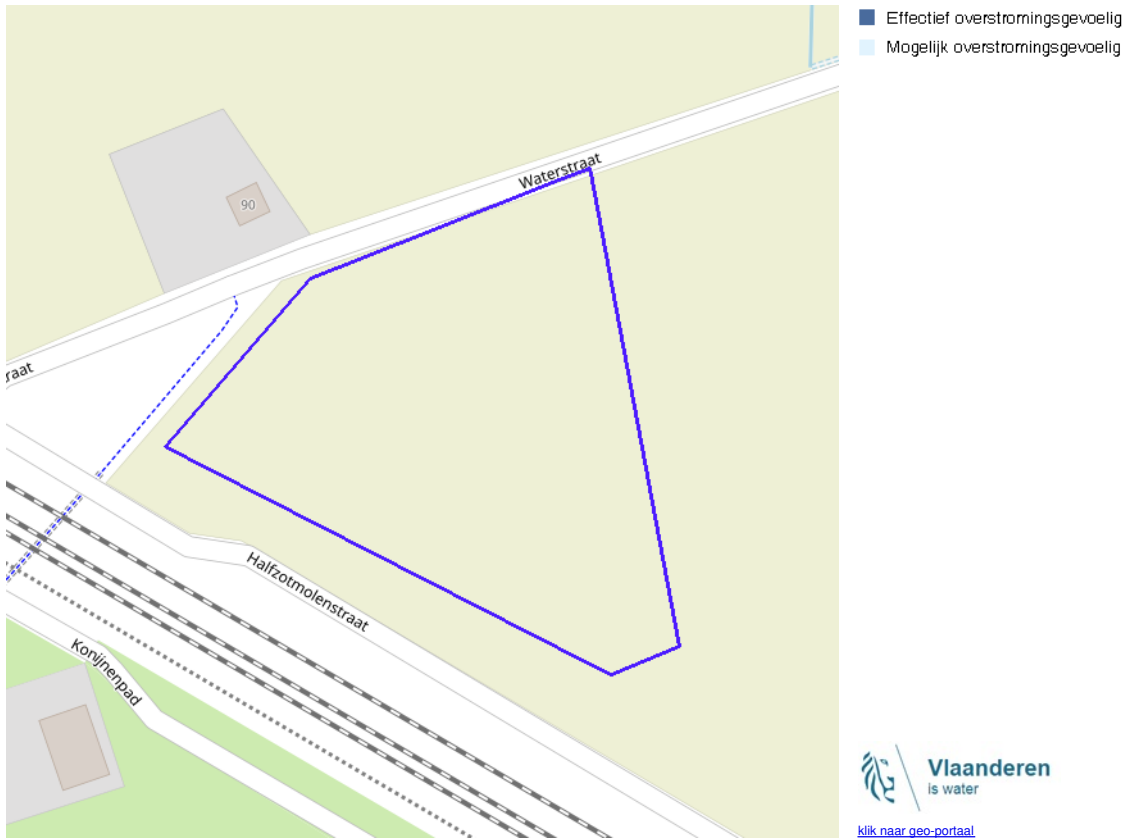 Effectief overstromingsgevoelig
Mogelijk overstromingsgevoelig
Waterstraat
90
raat
Halfzotmolenstraat
Konijnenpad
Vlaanderen
is water
klik naar geo-portaal